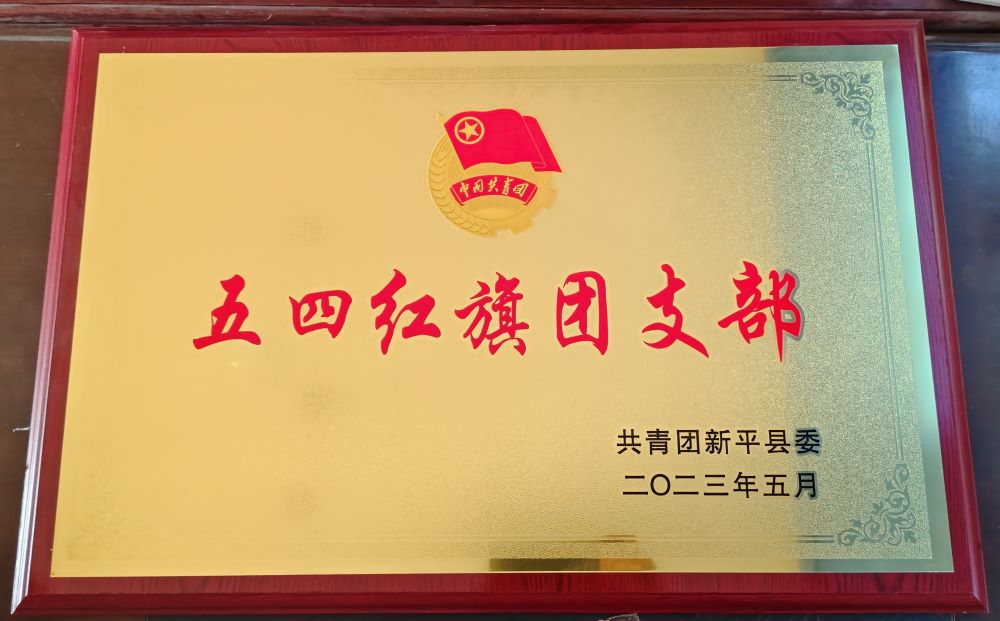 中国共青团
五四红旗团支部
共青团新平县委
二〇二三年五月